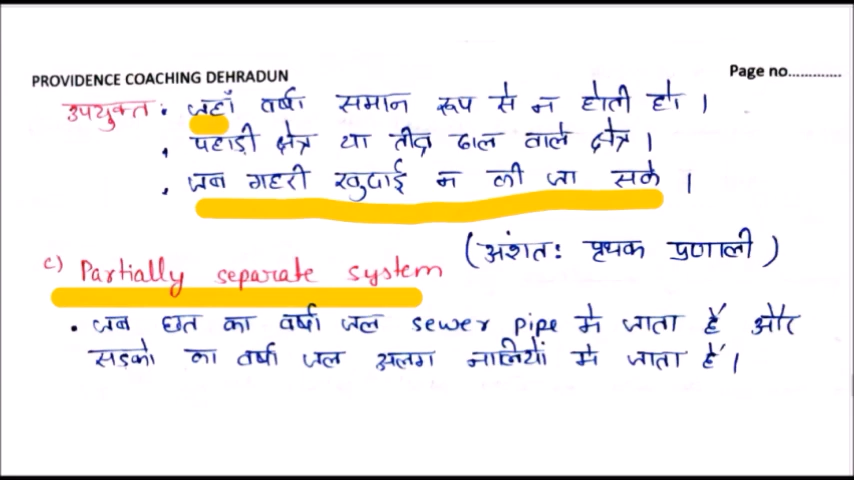 PROVIDENCE COACHING DEHRADUN
Page no.............
उपयुक्त : जहाँ वर्षा समान रूप से न होती हो ।
. पहाड़ी क्षेत्र या तीव्र ढाल वाले क्षेत्र ।
. जब गहरी खुदाई न की जा सके ।
c) Partially separate system (अंशतः पृथक प्रणाली )
. जब छत का वर्षा जल sewer pipe मे जाता है और
सड़को का वर्षा जल अलग नालियों मे जाता है ।